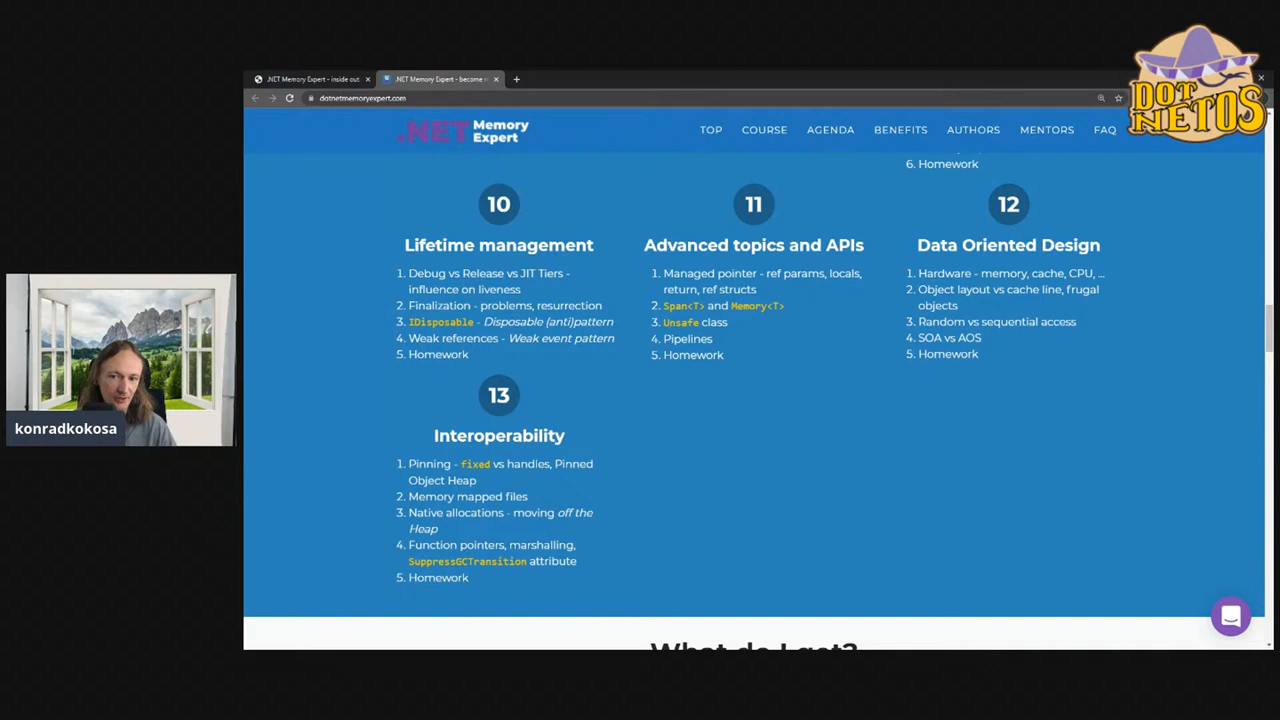 .NET Memory Expert - inside out
.NET Memory Expert - become
dotnetmemoryexpert.com
DOT
NETOS
.NET Memory
Expert
TOP
COURSE
AGENDA
BENEFITS
AUTHORS
MENTORS
FAQ
6. Homework
10
Lifetime management
1. Debug vs Release vs JIT Tiers -
influence on liveness
2. Finalization - problems, resurrection
3. IDisposable - Disposable (anti)pattern
4. Weak references - Weak event pattern
5. Homework
11
Advanced topics and APIs
1. Managed pointer - ref params, locals,
return, ref structs
2. Span<T> and Memory<T>
3. Unsafe class
4. Pipelines
5. Homework
12
Data Oriented Design
1. Hardware - memory, cache, CPU, ...
2. Object layout vs cache line, frugal
objects
3. Random vs sequential access
4. SOA vs AOS
5. Homework
13
Interoperability
1. Pinning - fixed vs handles, Pinned
Object Heap
2. Memory mapped files
3. Native allocations - moving off the
Heap
4. Function pointers, marshalling,
SuppressGCTransition attribute
5. Homework
What do I get?
konradkokosa